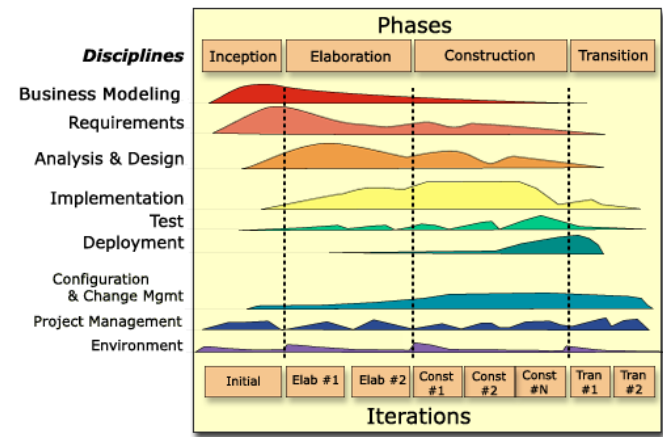 Phases
Disciplines
Inception
Elaboration
Construction
Transition
Business Modeling
Requirements
Analysis & Design
Implementation
Test
Deployment
Configuration
& Change Mgmt
Project Management
Environment
Initial
Elab #1
Elab #2
Const
#1
Const
#2
Const
#N
Tran
#1
Tran
#2
Iterations